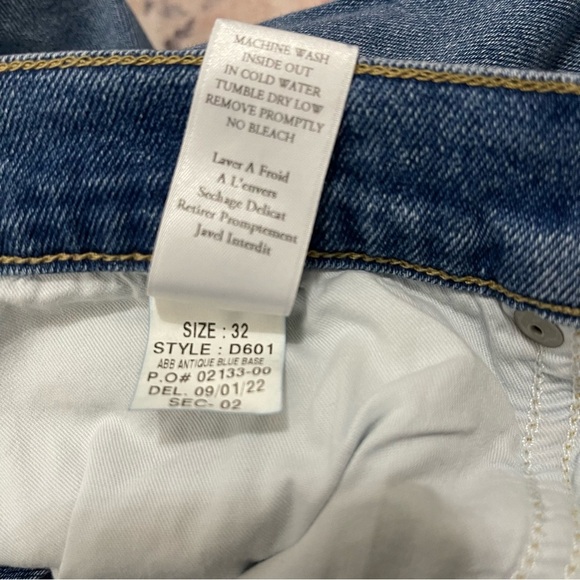 MACHINE WASH
INSIDE OUT
IN COLD WATER
TUMBLE DRY LOW
REMOVE PROMPTLY
NO BLEACH
Laver A Froid
A L'envers
Sechage Delicat
Retirer Promptement
Javel Interdit
SIZE : 32
STYLE : D601
ABB ANTIQUE BLUE BASE
P.O# 02133-00
DEL. 09/01/22
SEC- 02